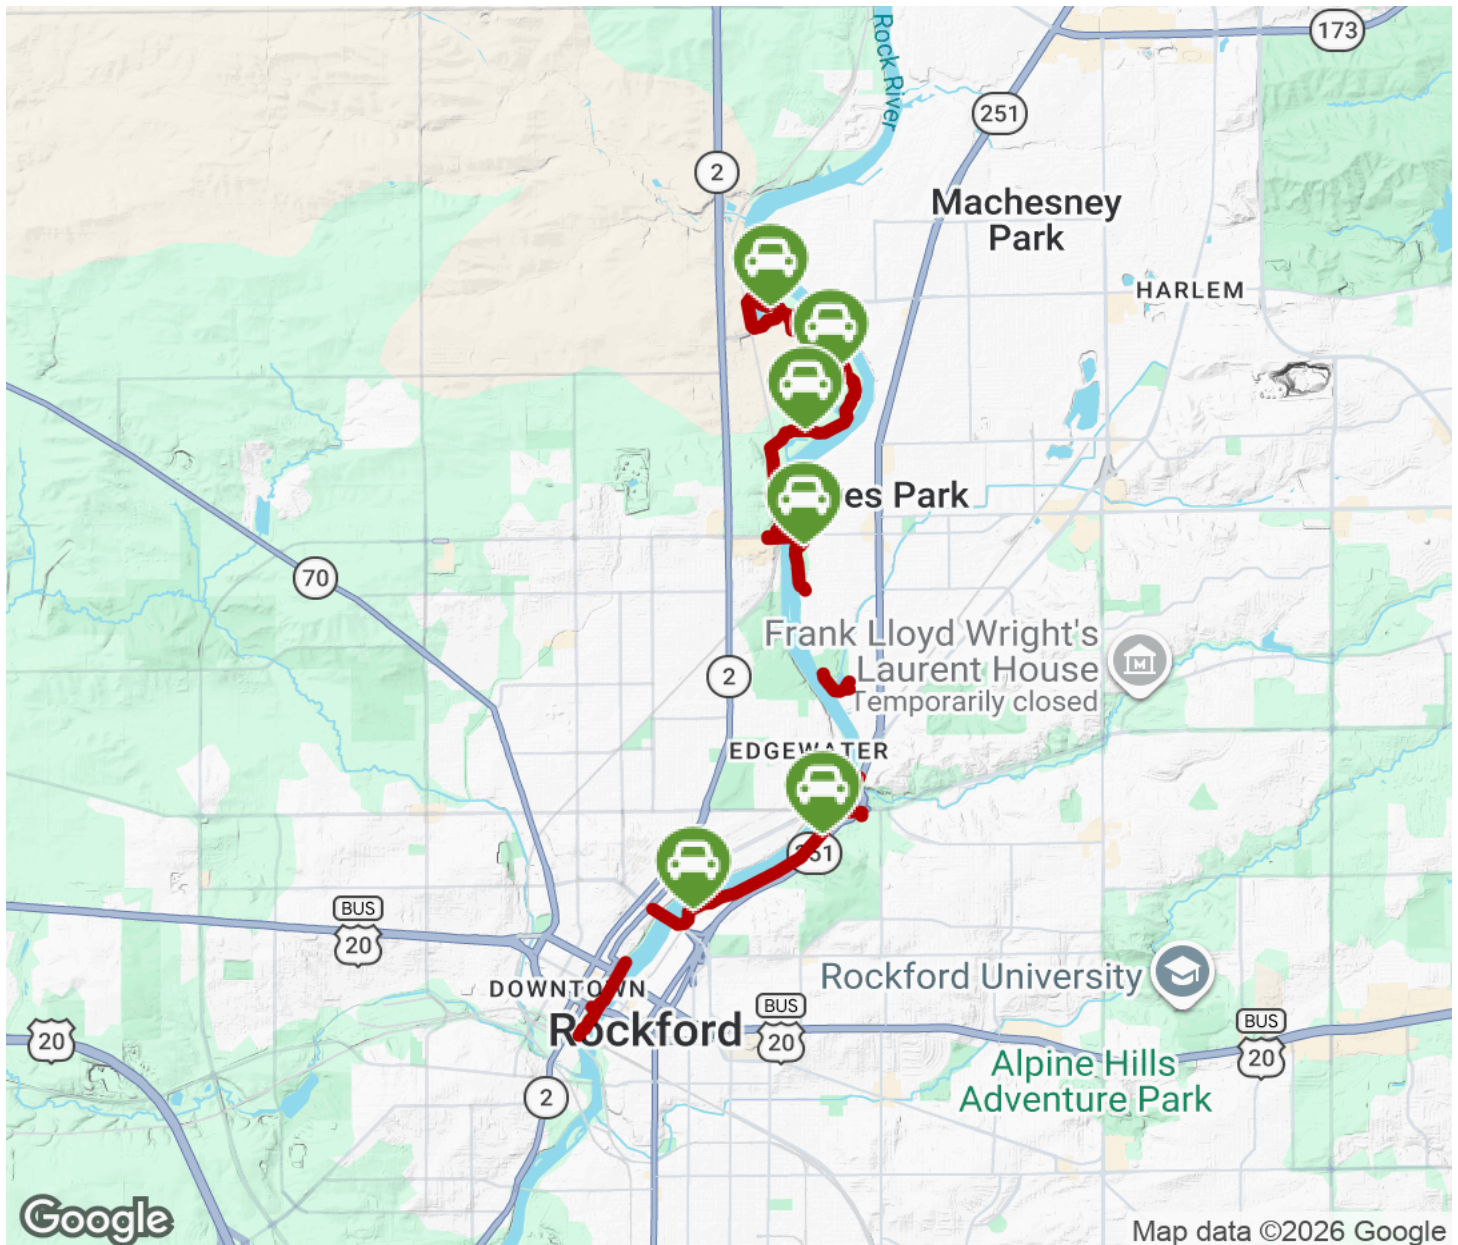 173
Rock River
251
2
Machesney
Park
HARLEM
es Park
70
Frank Lloyd Wright's
Laurent House
Temporarily closed
2
EDGEWATER
BUS
20
Rockford University
DOWNTOWN
Rockford
BUS
20
BUS
20
20
Alpine Hills
Adventure Park
2
Google
Map data ©2026 Google